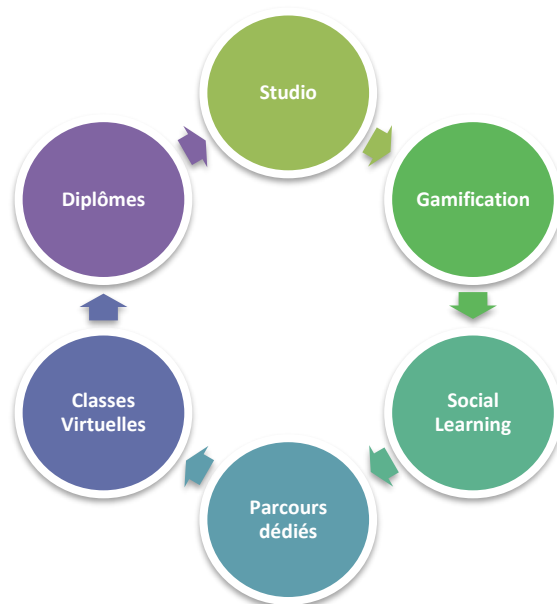 Studio
Gamification
Social
Learning
Parcours
dédiés
Classes
Virtuelles
Diplômes